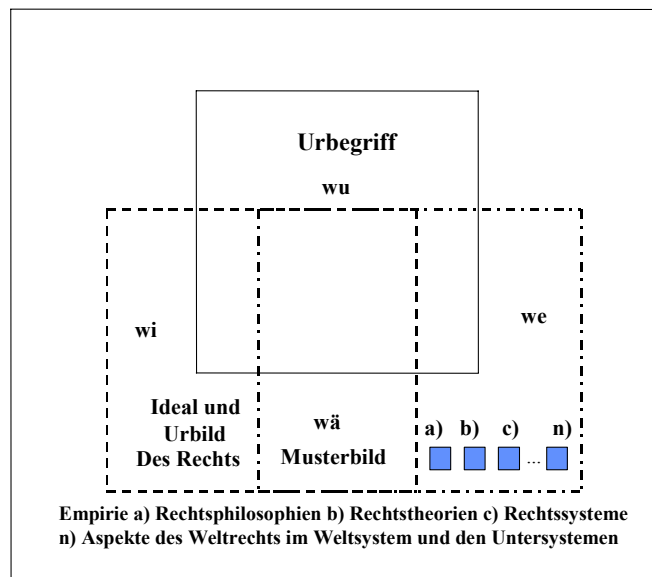 Urbegriff
wu
wi
we
Ideal und
Urbild
Des Rechts
wä
Musterbild
a) b) c) n)
...
Empirie a) Rechtsphilosophien b) Rechtstheorien c) Rechtssysteme
n) Aspekte des Weltrechts im Weltsystem und den Untersystemen